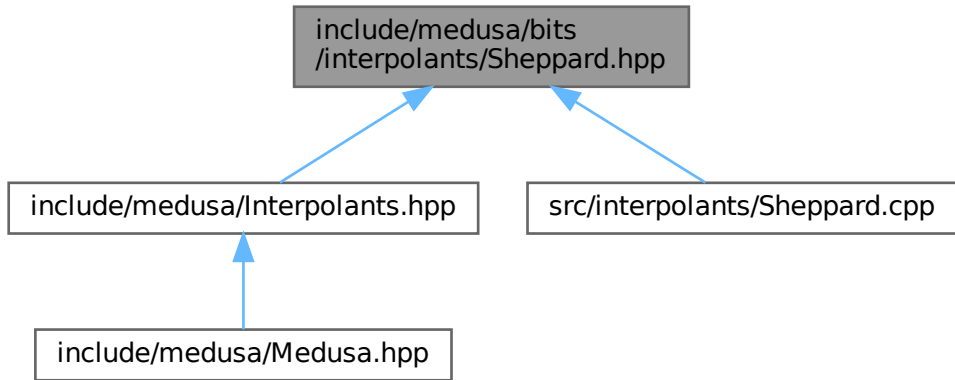 include/medusa/bits
/interpolants/Sheppard.hpp
include/medusa/Interpolants.hpp
src/interpolants/Sheppard.cpp
include/medusa/Medusa.hpp